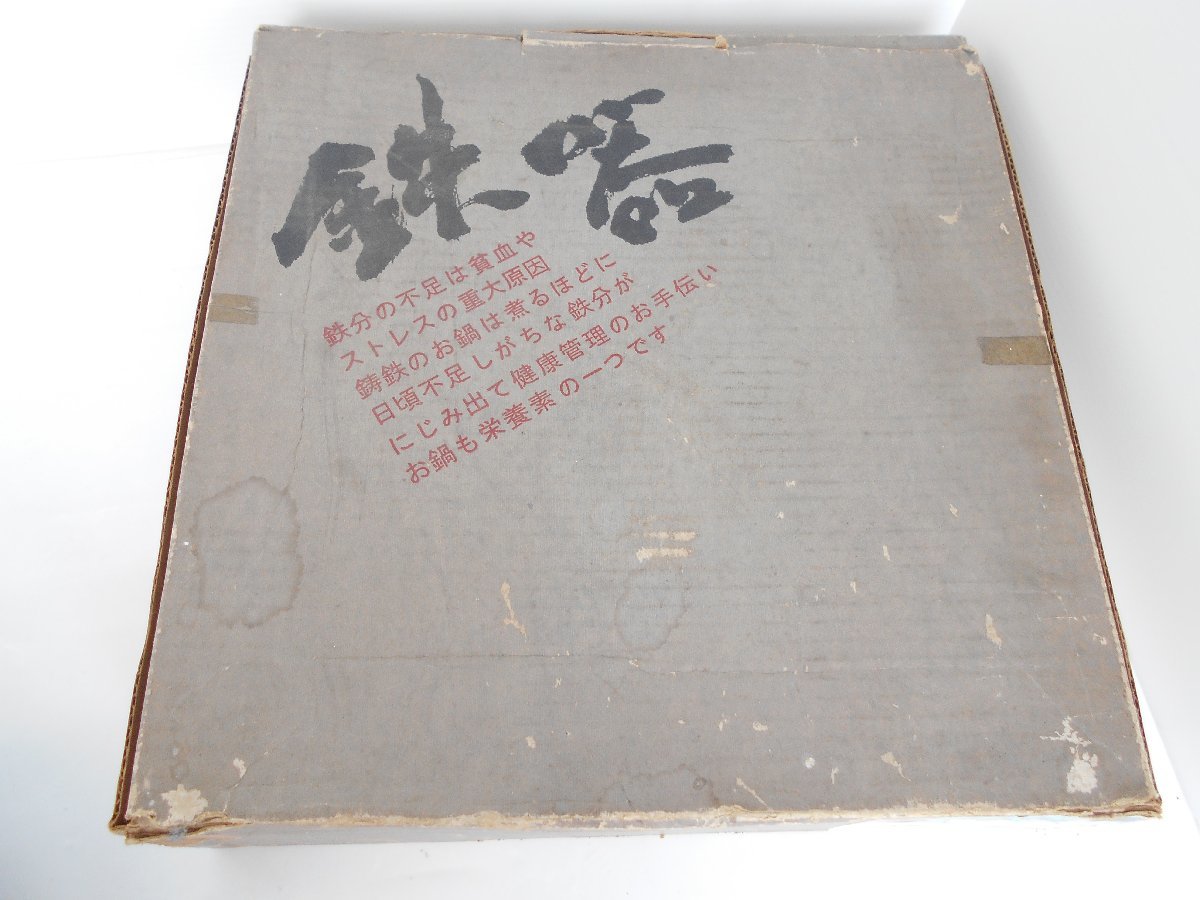 鉄器
鉄分の不足は貧血や
ストレスの重大原因
鋳鉄のお鍋は煮るほどに
日頃不足しがちな鉄分が
にじみ出て健康管理のお手伝い
お鍋も栄養素の一つです